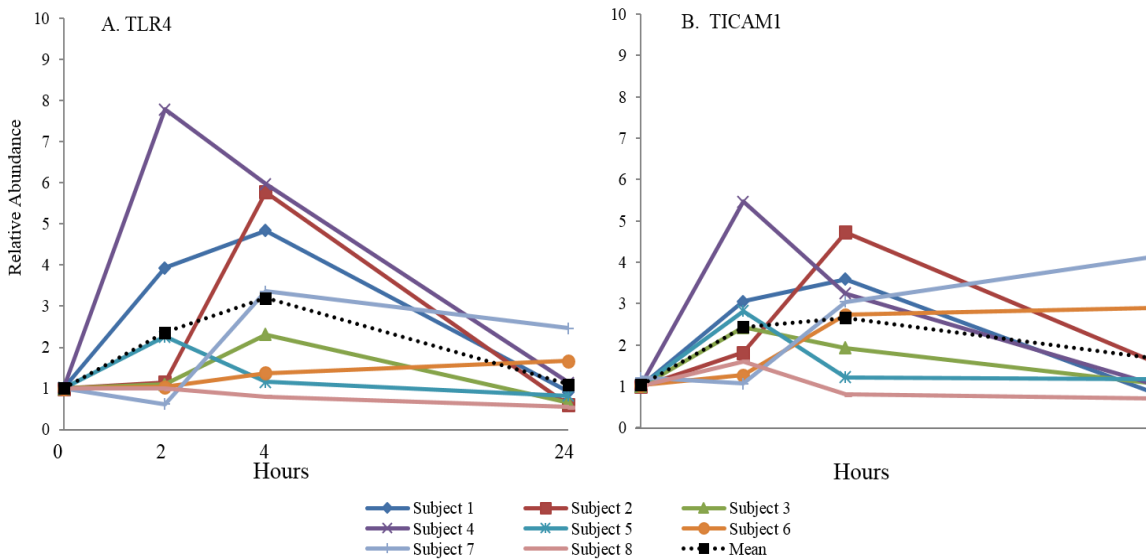 A. TLR4
10
9
8
7
6
5
4
3
2
1
0
Relative Abundance
0 2 4 24
Hours
B. TICAM1
10
9
8
7
6
5
4
3
2
1
0
Hours
Subject 1 Subject 2 Subject 3
Subject 4 Subject 5 Subject 6
Subject 7 Subject 8 Mean